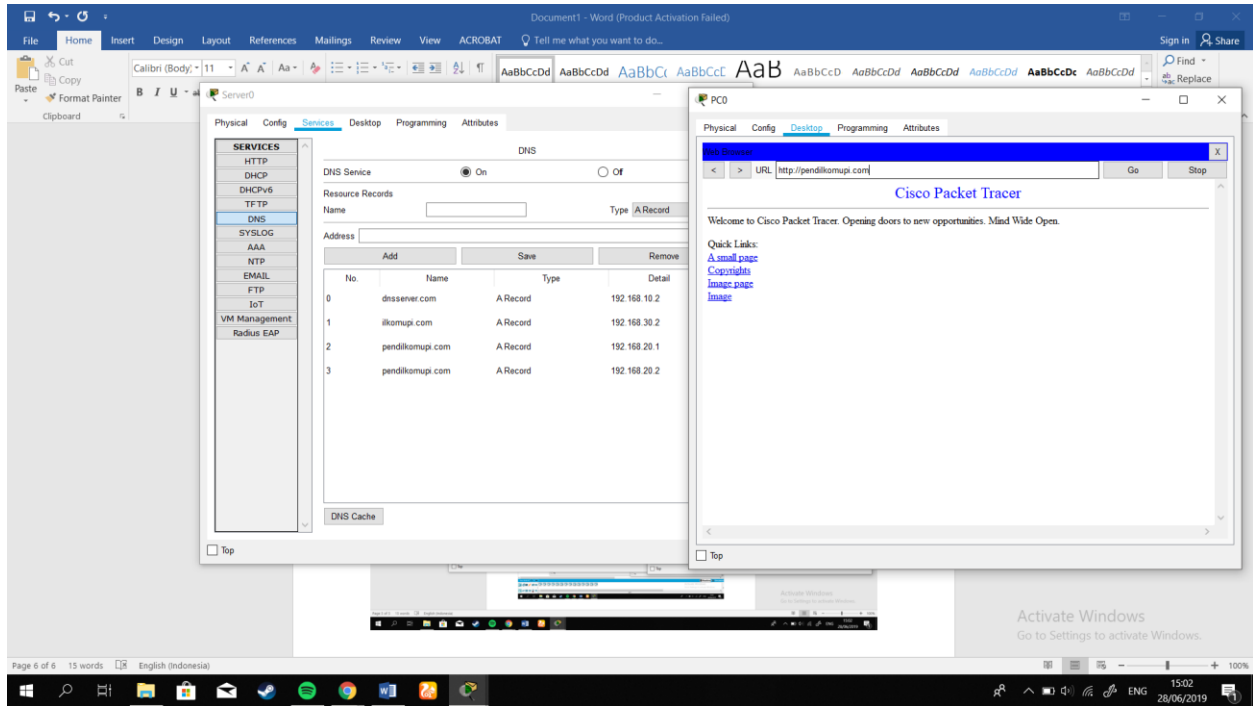 Document1 - Word (Product Activation Failed)
File Home Insert Design Layout References Mailings Review View ACROBAT Tell me what you want to do... Sign in Share
Paste
Cut
Copy
Format Painter
Clipboard
Calibri (Body) 11
B I U
AaBbCcDd AaBbCcDd AaBbCc AaBbCcE AaB AaBbCcD AaBbCcDd AaBbCcDd AaBbCcDd AaBbCcDc AaBbCcDd
Find
Replace
Server0
Physical Config Services Desktop Programming Attributes
SERVICES
HTTP
DHCP
DHCPv6
TFTP
DNS
SYSLOG
AAA
NTP
EMAIL
FTP
IoT
VM Management
Radius EAP
DNS
DNS Service On Off
Resource Records
Name Type A Record
Address
Add Save Remove
No. Name Type Detail
0 dnsserver.com A Record 192.168.10.2
1 ilkomupi.com A Record 192.168.30.2
2 pendilkomupi.com A Record 192.168.20.1
3 pendilkomupi.com A Record 192.168.20.2
DNS Cache
Top
PC0
Physical Config Desktop Programming Attributes
Web Browser X
< > URL http://pendilkomupi.com Go Stop
Cisco Packet Tracer
Welcome to Cisco Packet Tracer. Opening doors to new opportunities. Mind Wide Open.
Quick Links:
A small page
Copyrights
Image page
Image
Top
Activate Windows
Go to Settings to activate Windows.
Activate Windows
Go to Settings to activate Windows.
Page 6 of 6 15 words English (Indonesia) 100%
ENG
15:02
28/06/2019